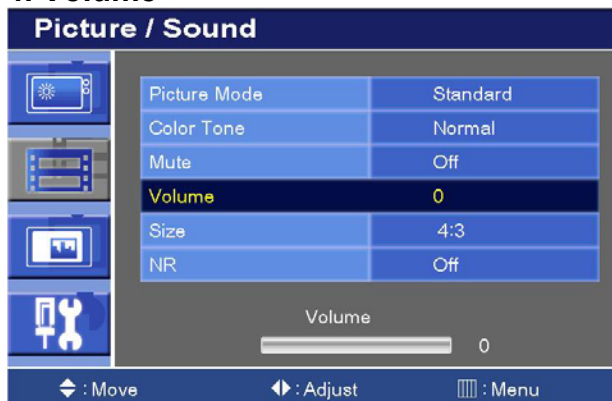 Picture / Sound
Picture Mode Standard
Color Tone Normal
Mute Off
Volume 0
Size 4:3
NR Off
Volume
0
: Move : Adjust : Menu